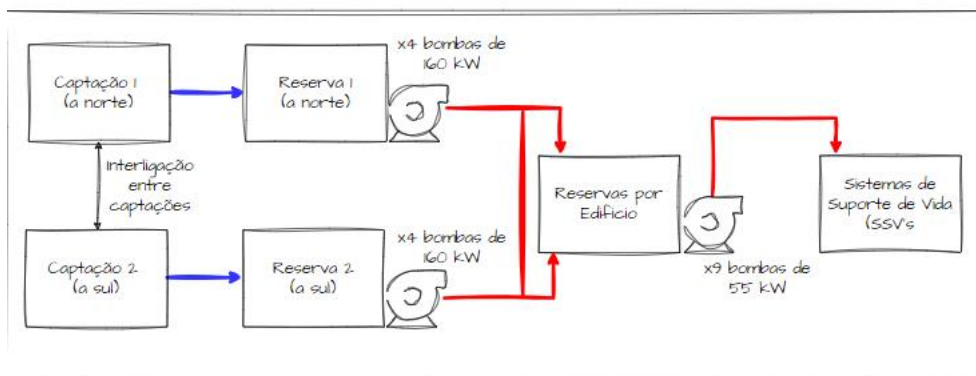 x4 bombas de
160 kW
Captação 1
(a norte)
Reserva 1
(a norte)
Interligação
entre
captações
Reservas por
Edificio
Sistemas de
Suporte de Vida
(SSV's
Captação 2
(a sul)
Reserva 2
(a sul)
x4 bombas de
160 kW
x9 bombas de
55 kW